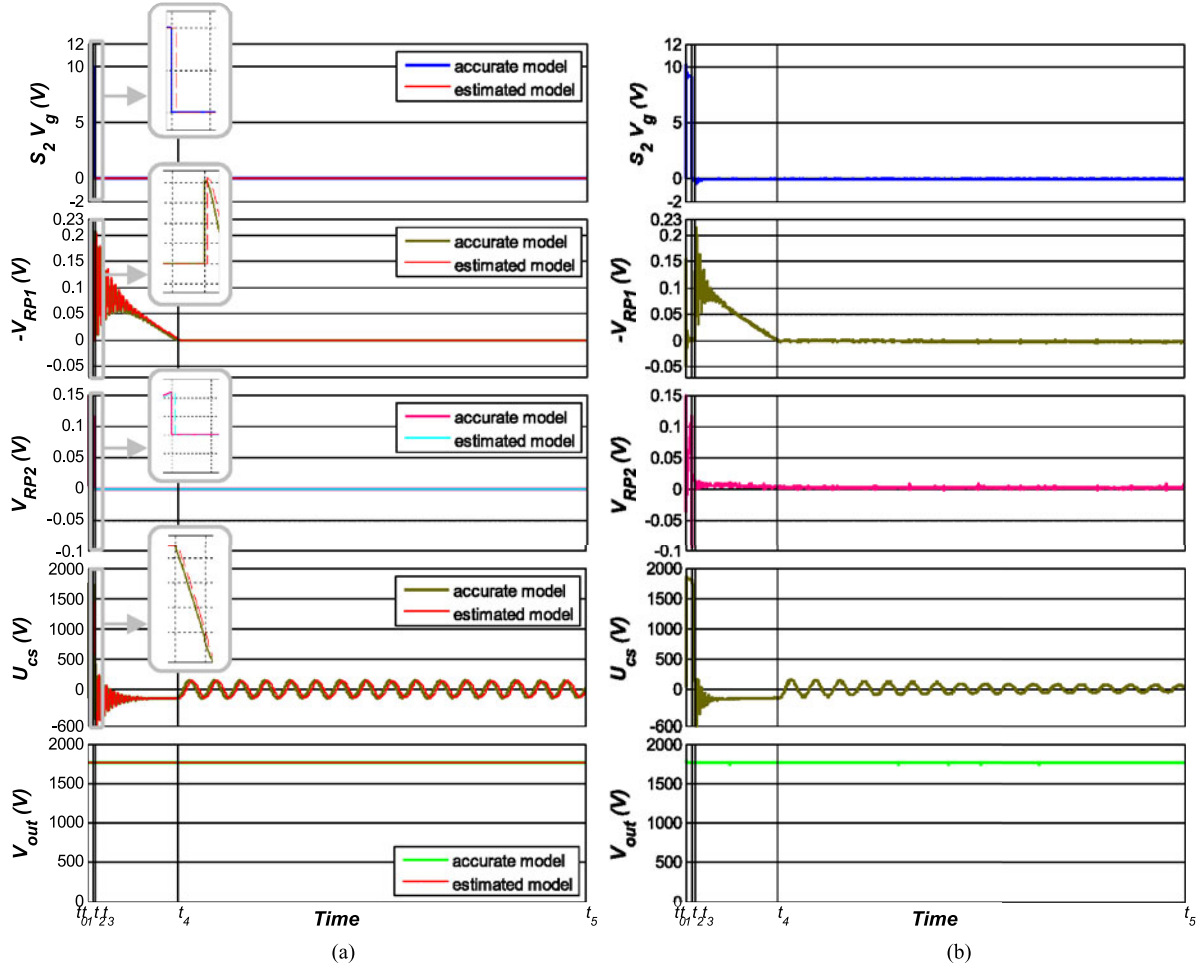 12
10
5
0
-2
S2 Vg (V)
accurate model
estimated model
0.23
0.2
0.15
0.1
0.05
0
-0.05
-VRP1 (V)
accurate model
estimated model
0.15
0.1
0.05
0
-0.05
-0.1
VRP2 (V)
accurate model
estimated model
2000
1500
1000
500
0
-600
Ucs (V)
accurate model
estimated model
2000
1500
1000
500
0
Vout (V)
accurate model
estimated model
t0 t1 t2 t3 t4 Time t5
(a)
12
10
5
0
-2
S2 Vg (V)
0.23
0.2
0.15
0.1
0.05
0
-0.05
-VRP1 (V)
0.15
0.1
0.05
0
-0.05
-0.1
VRP2 (V)
2000
1500
1000
500
0
-600
Ucs (V)
2000
1500
1000
500
0
Vout (V)
t0 t1 t2 t3 t4 Time t5
(b)